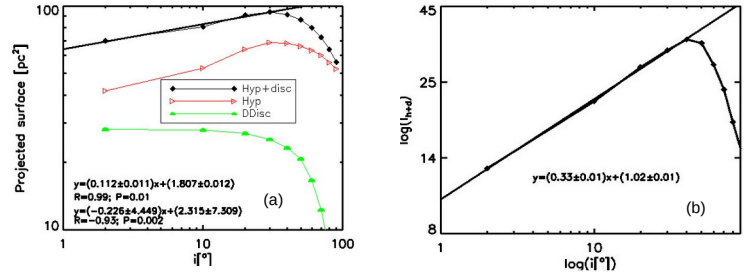 100
Projected surface [pc²]
Hyp+disc
Hyp
DDisc
y=(0.112±0.011)x+(1.807±0.012)
R=0.99; P=0.01
y=(−0.226±4.449)x+(2.315±7.309)
R=−0.93; P=0.002
(a)
10
1
10
100
i[°]
45
25
14
8
log(I_h+d)
y=(0.33±0.01)x+(1.02±0.01)
(b)
1
10
log(i[°])